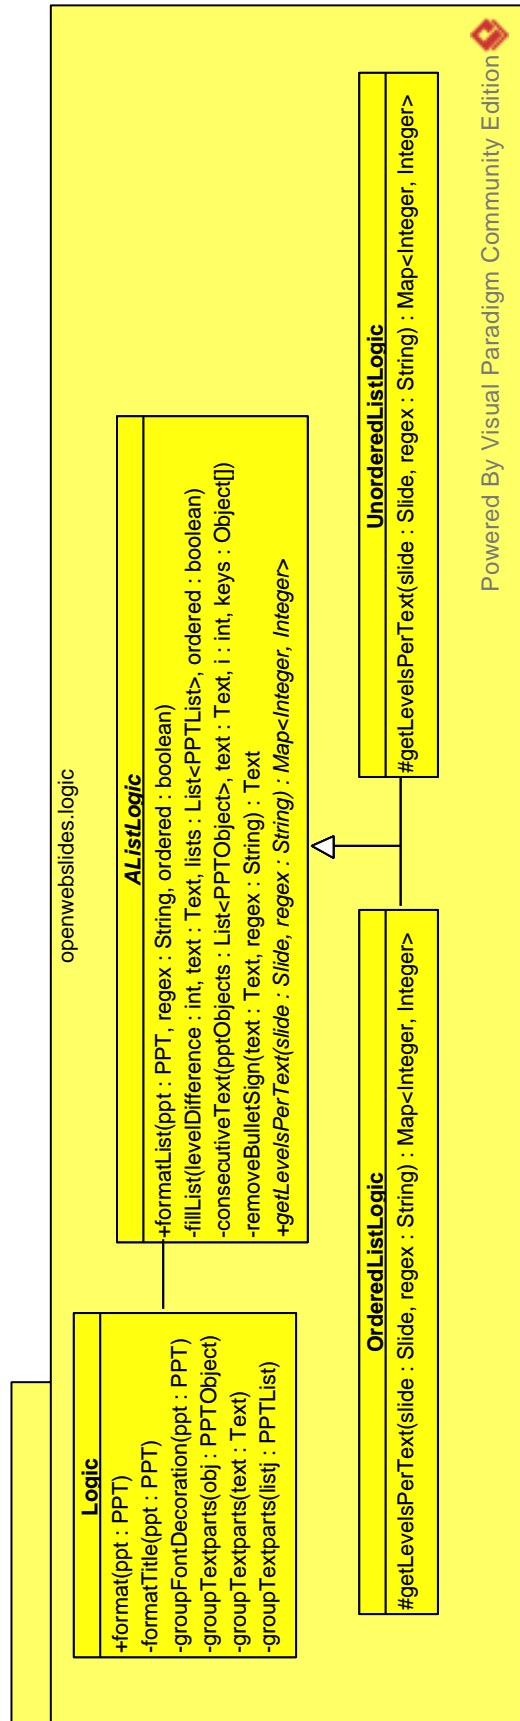 openwebslides.logic
Logic
+format(ppt : PPT)
-formatTitle(ppt : PPT)
-groupFontDecoration(ppt : PPT)
-groupTextparts(obj : PPTObject)
-groupTextparts(text : Text)
-groupTextparts(listj : PPTList)
AListLogic
+formatList(ppt : PPT, regex : String, ordered : boolean)
-fillList(levelDifference : int, text : Text, lists : List<PPTList>, ordered : boolean)
-consecutiveText(pptObjects : List<PPTObject>, text : Text, i : int, keys : Object[])
-removeBulletSign(text : Text, regex : String) : Text
+getLevelsPerText(slide : Slide, regex : String) : Map<Integer, Integer>
OrderedListLogic
#getLevelsPerText(slide : Slide, regex : String) : Map<Integer, Integer>
UnorderedListLogic
#getLevelsPerText(slide : Slide, regex : String) : Map<Integer, Integer>
Powered By Visual Paradigm Community Edition